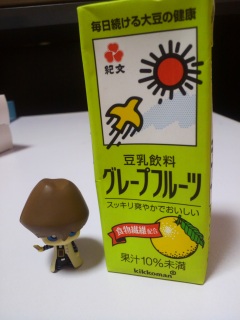 毎日続ける大豆の健康
紀文
豆乳飲料
グレープフルーツ
スッキリ爽やかでおいしい
食物繊維配合
果汁10%未満
kikkoman